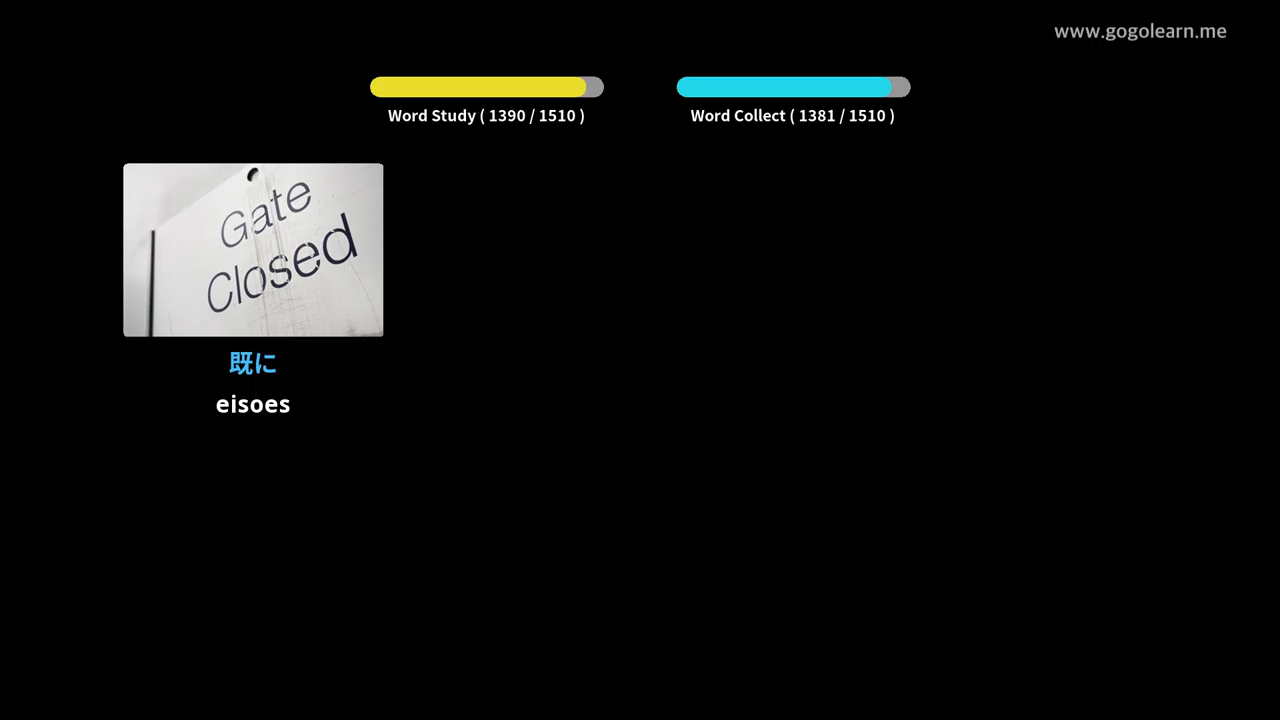 www.gogolearn.me
Word Study ( 1390 / 1510 )
Word Collect ( 1381 / 1510 )
Gate
Closed
既に
eisoes